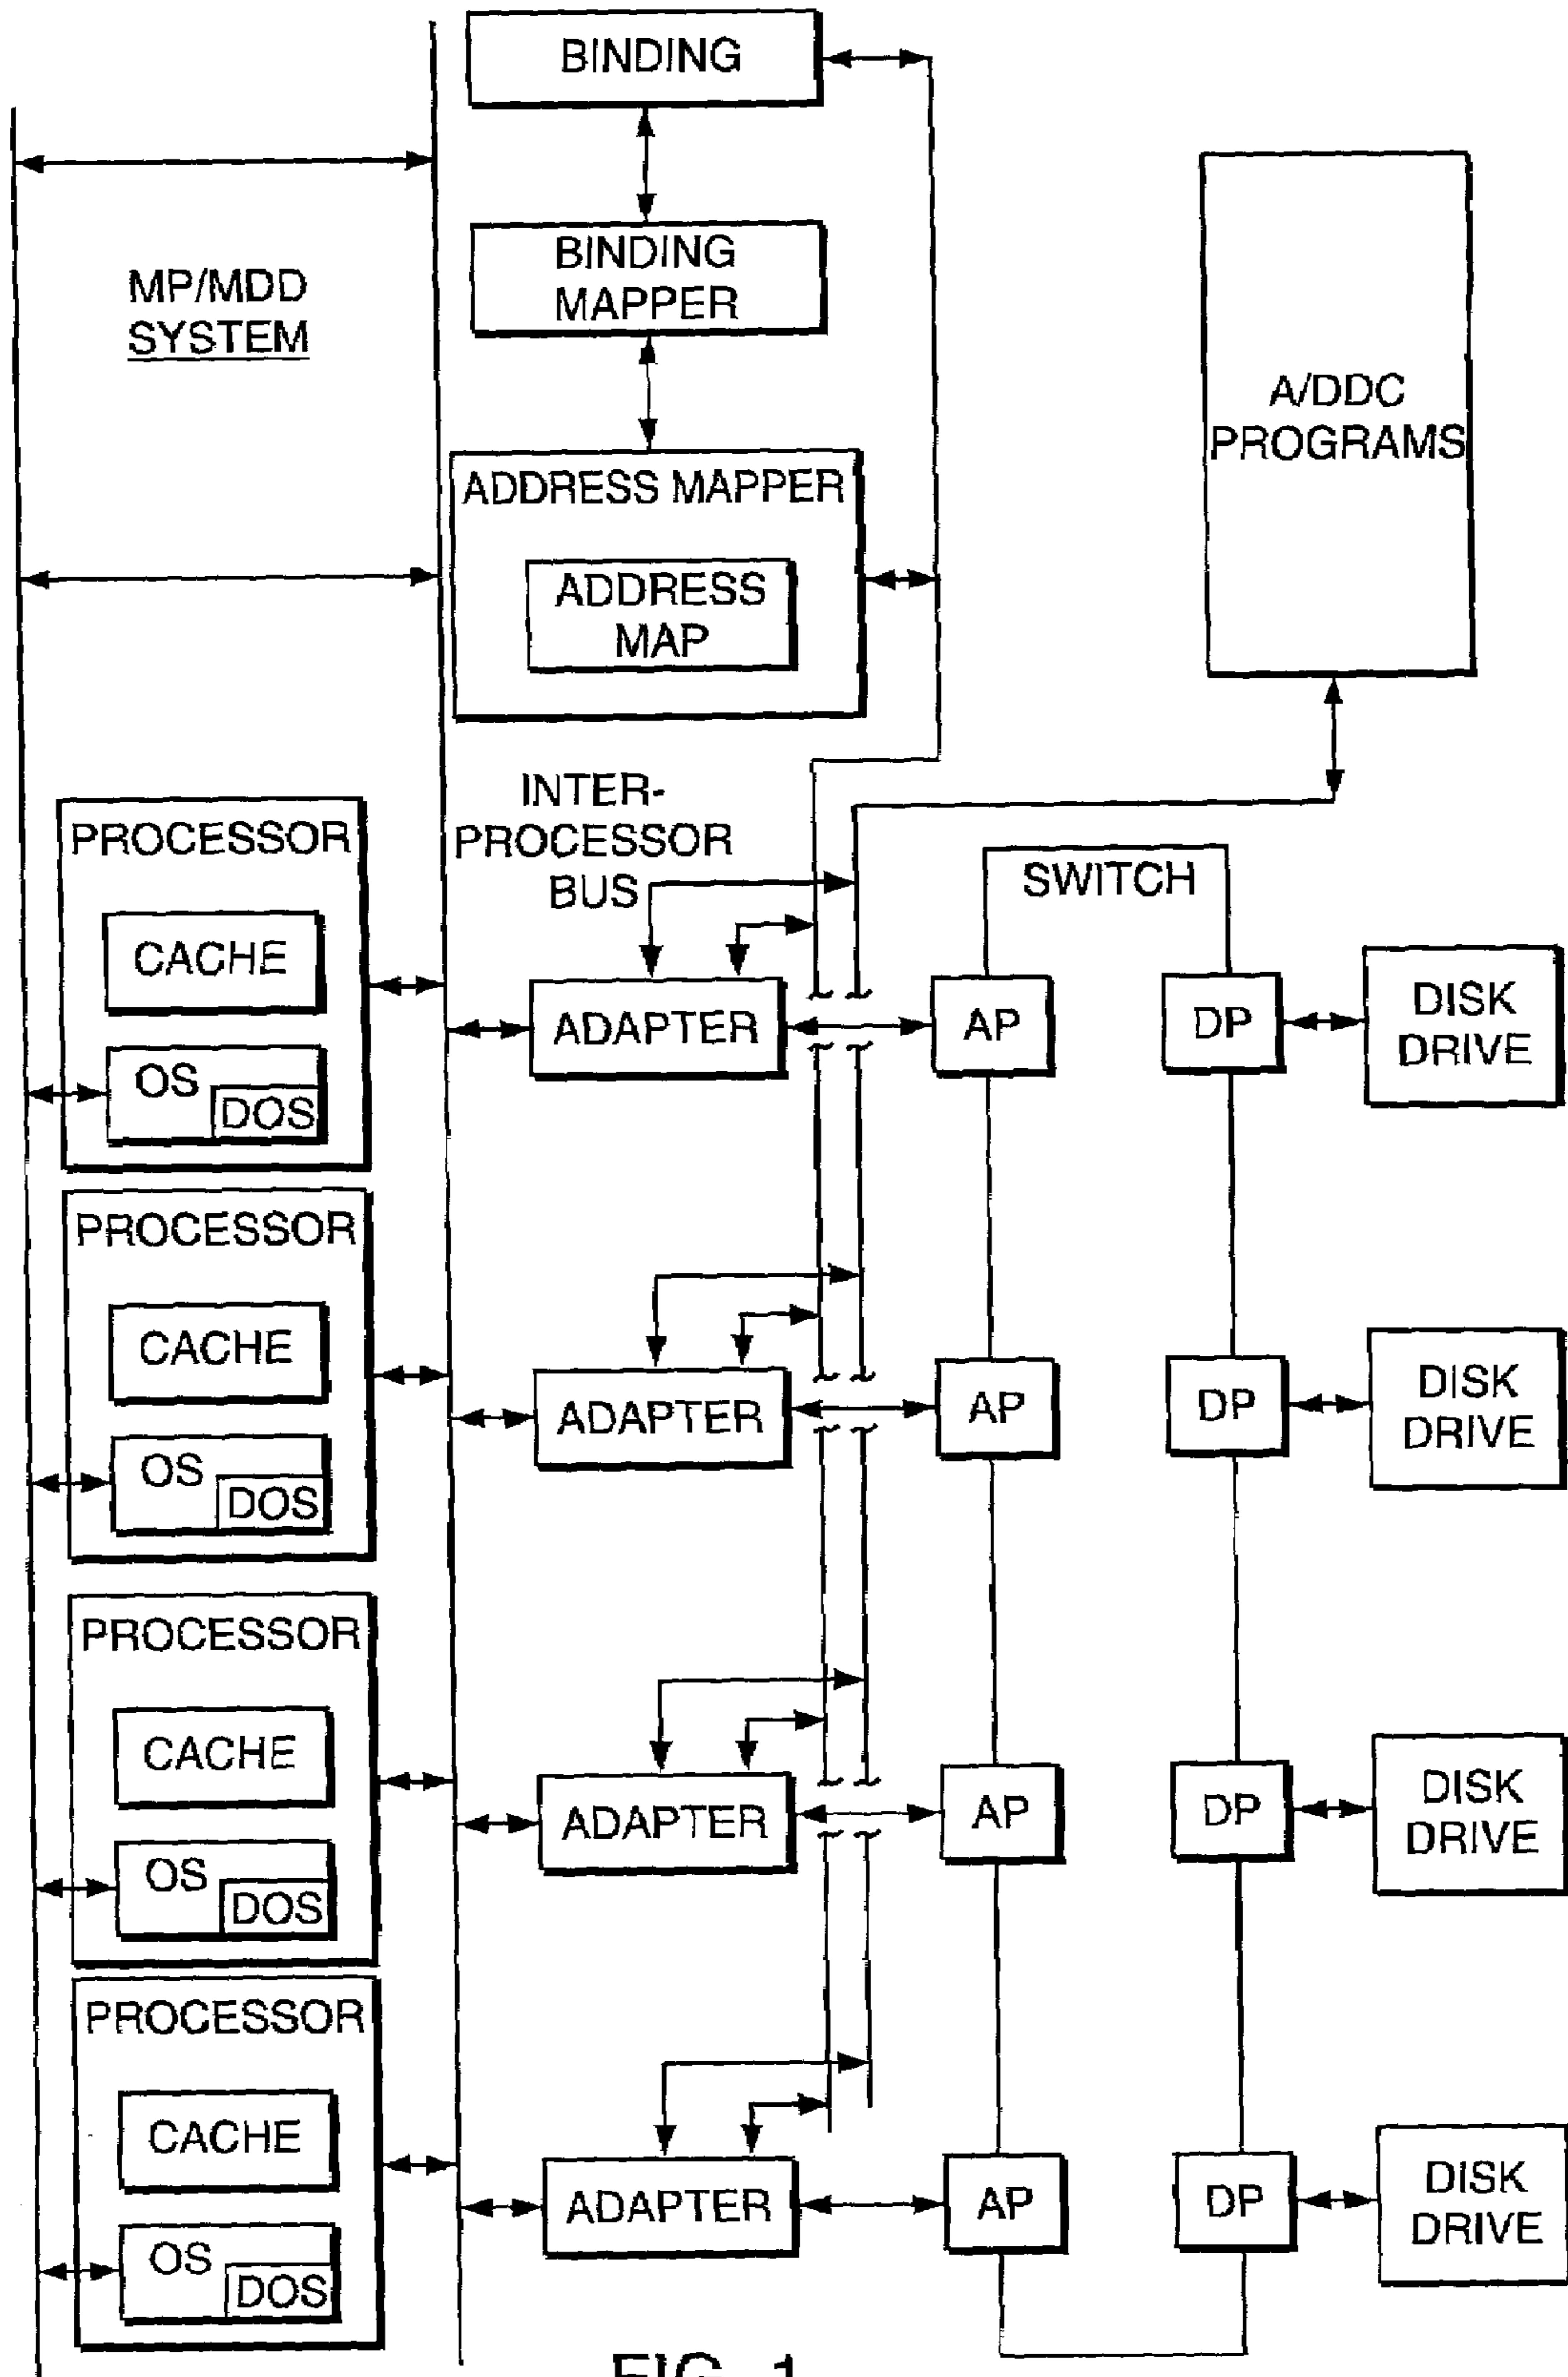 BINDING
MP/MDD
SYSTEM
BINDING
MAPPER
A/DDC
PROGRAMS
ADDRESS MAPPER
ADDRESS
MAP
INTER-
PROCESSOR
BUS
PROCESSOR
CACHE
OS
DOS
ADAPTER
SWITCH
AP
DP
DISK
DRIVE
PROCESSOR
CACHE
OS
DOS
ADAPTER
AP
DP
DISK
DRIVE
PROCESSOR
CACHE
OS
DOS
ADAPTER
AP
DP
DISK
DRIVE
PROCESSOR
CACHE
OS
DOS
ADAPTER
AP
DP
DISK
DRIVE
FIG. 1